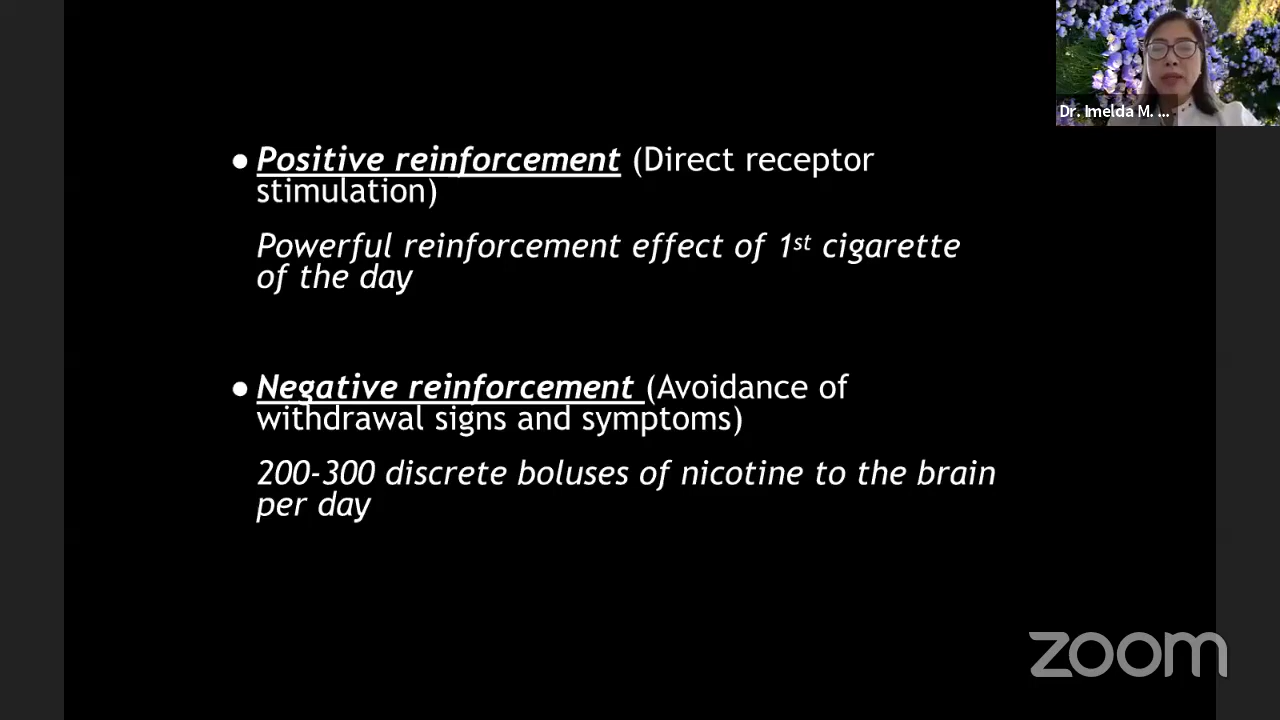 Dr. Imelda M. ...
● Positive reinforcement (Direct receptor
stimulation)
Powerful reinforcement effect of 1st cigarette
of the day
● Negative reinforcement (Avoidance of
withdrawal signs and symptoms)
200-300 discrete boluses of nicotine to the brain
per day
zoom